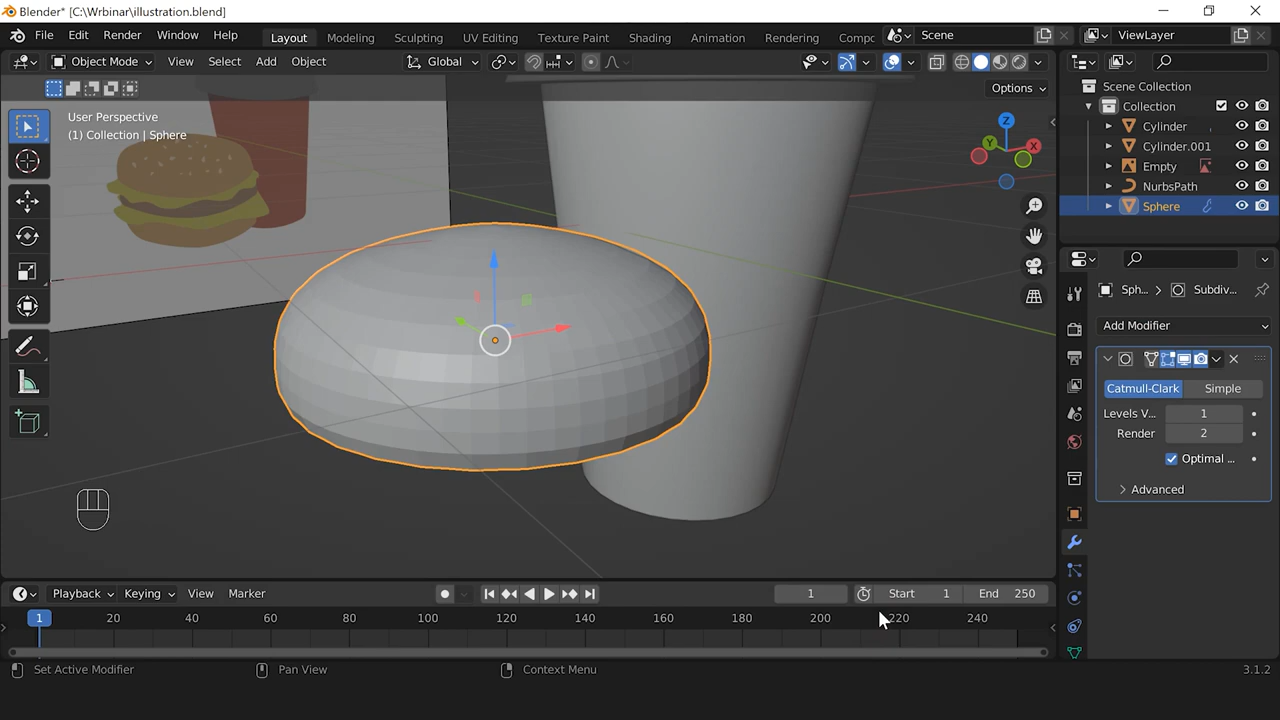 Blender* [C:\Wrbinar\illustration.blend]
File Edit Render Window Help Layout Modeling Sculpting UV Editing Texture Paint Shading Animation Rendering Compc Scene ViewLayer
Object Mode View Select Add Object Global
Options
User Perspective
(1) Collection | Sphere
Z
Y
X
Scene Collection
Collection
Cylinder
Cylinder.001
Empty
NurbsPath
Sphere
Sph... > Subdiv...
Add Modifier
Catmull-Clark Simple
Levels V... 1
Render 2
Optimal ...
Advanced
Playback Keying View Marker 1 Start 1 End 250
1 20 40 60 80 100 120 140 160 180 200 220 240
Set Active Modifier Pan View Context Menu 3.1.2